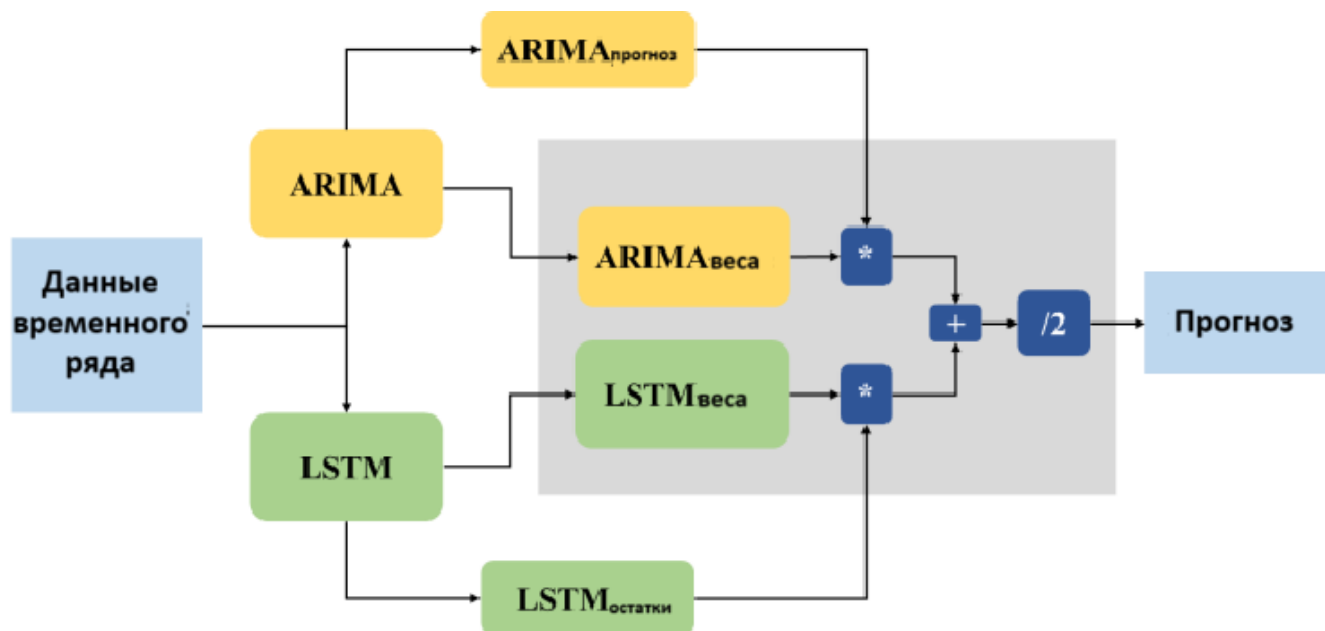 ARIMAпрогноз
ARIMA
ARIMAвеса
*
Данные
временного
ряда
+
/2
Прогноз
LSTMвеса
*
LSTM
LSTMостатки